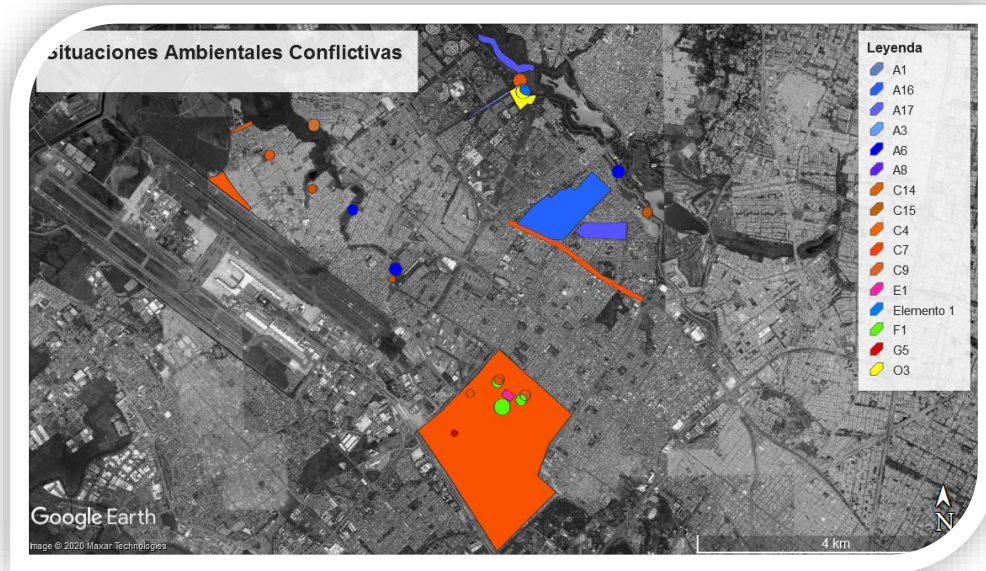 Situaciones Ambientales Conflictivas
Leyenda
A1
A16
A17
A3
A6
A8
C14
C15
C4
C7
C9
E1
Elemento 1
F1
G5
O3
Google Earth
Image © 2020 Maxar Technologies
4 km
N